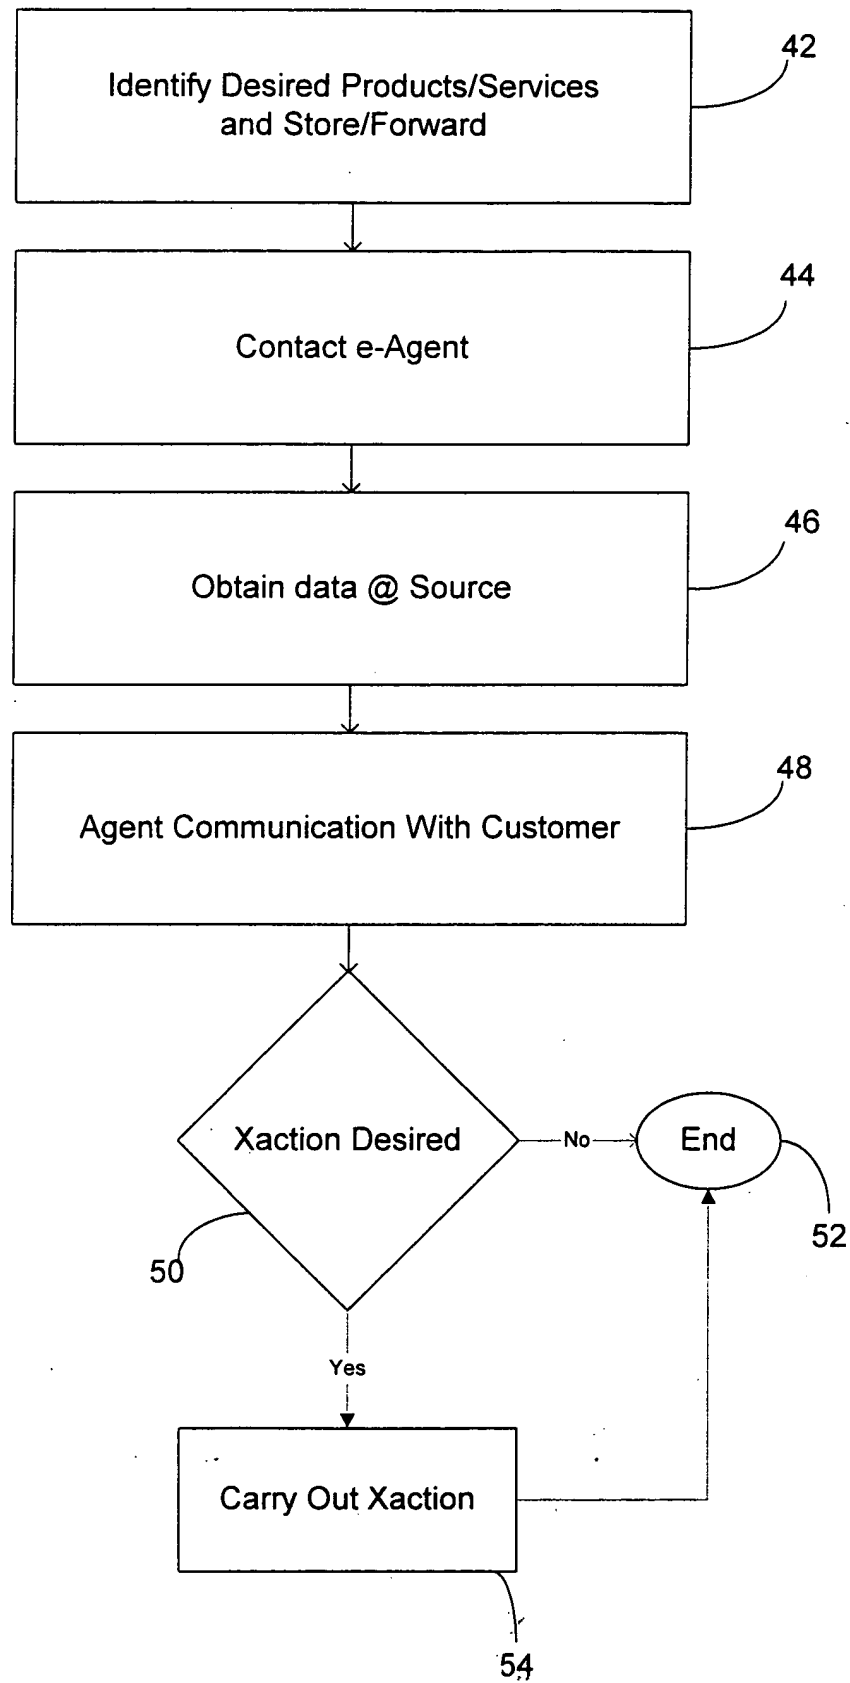 42
Identify Desired Products/Services
and Store/Forward
44
Contact e-Agent
46
Obtain data @ Source
48
Agent Communication With Customer
Xaction Desired
No
End
50
52
Yes
Carry Out Xaction
54